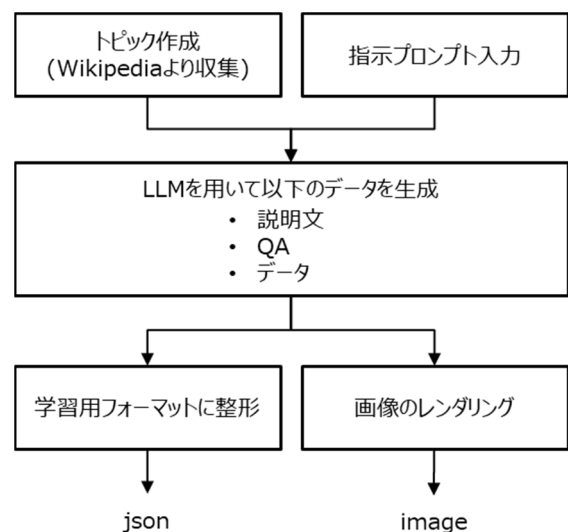 トピック作成
(Wikipediaより収集)
指示プロンプト入力
LLMを用いて以下のデータを生成
• 説明文
• QA
• データ
学習用フォーマットに整形
画像のレンダリング
json
image